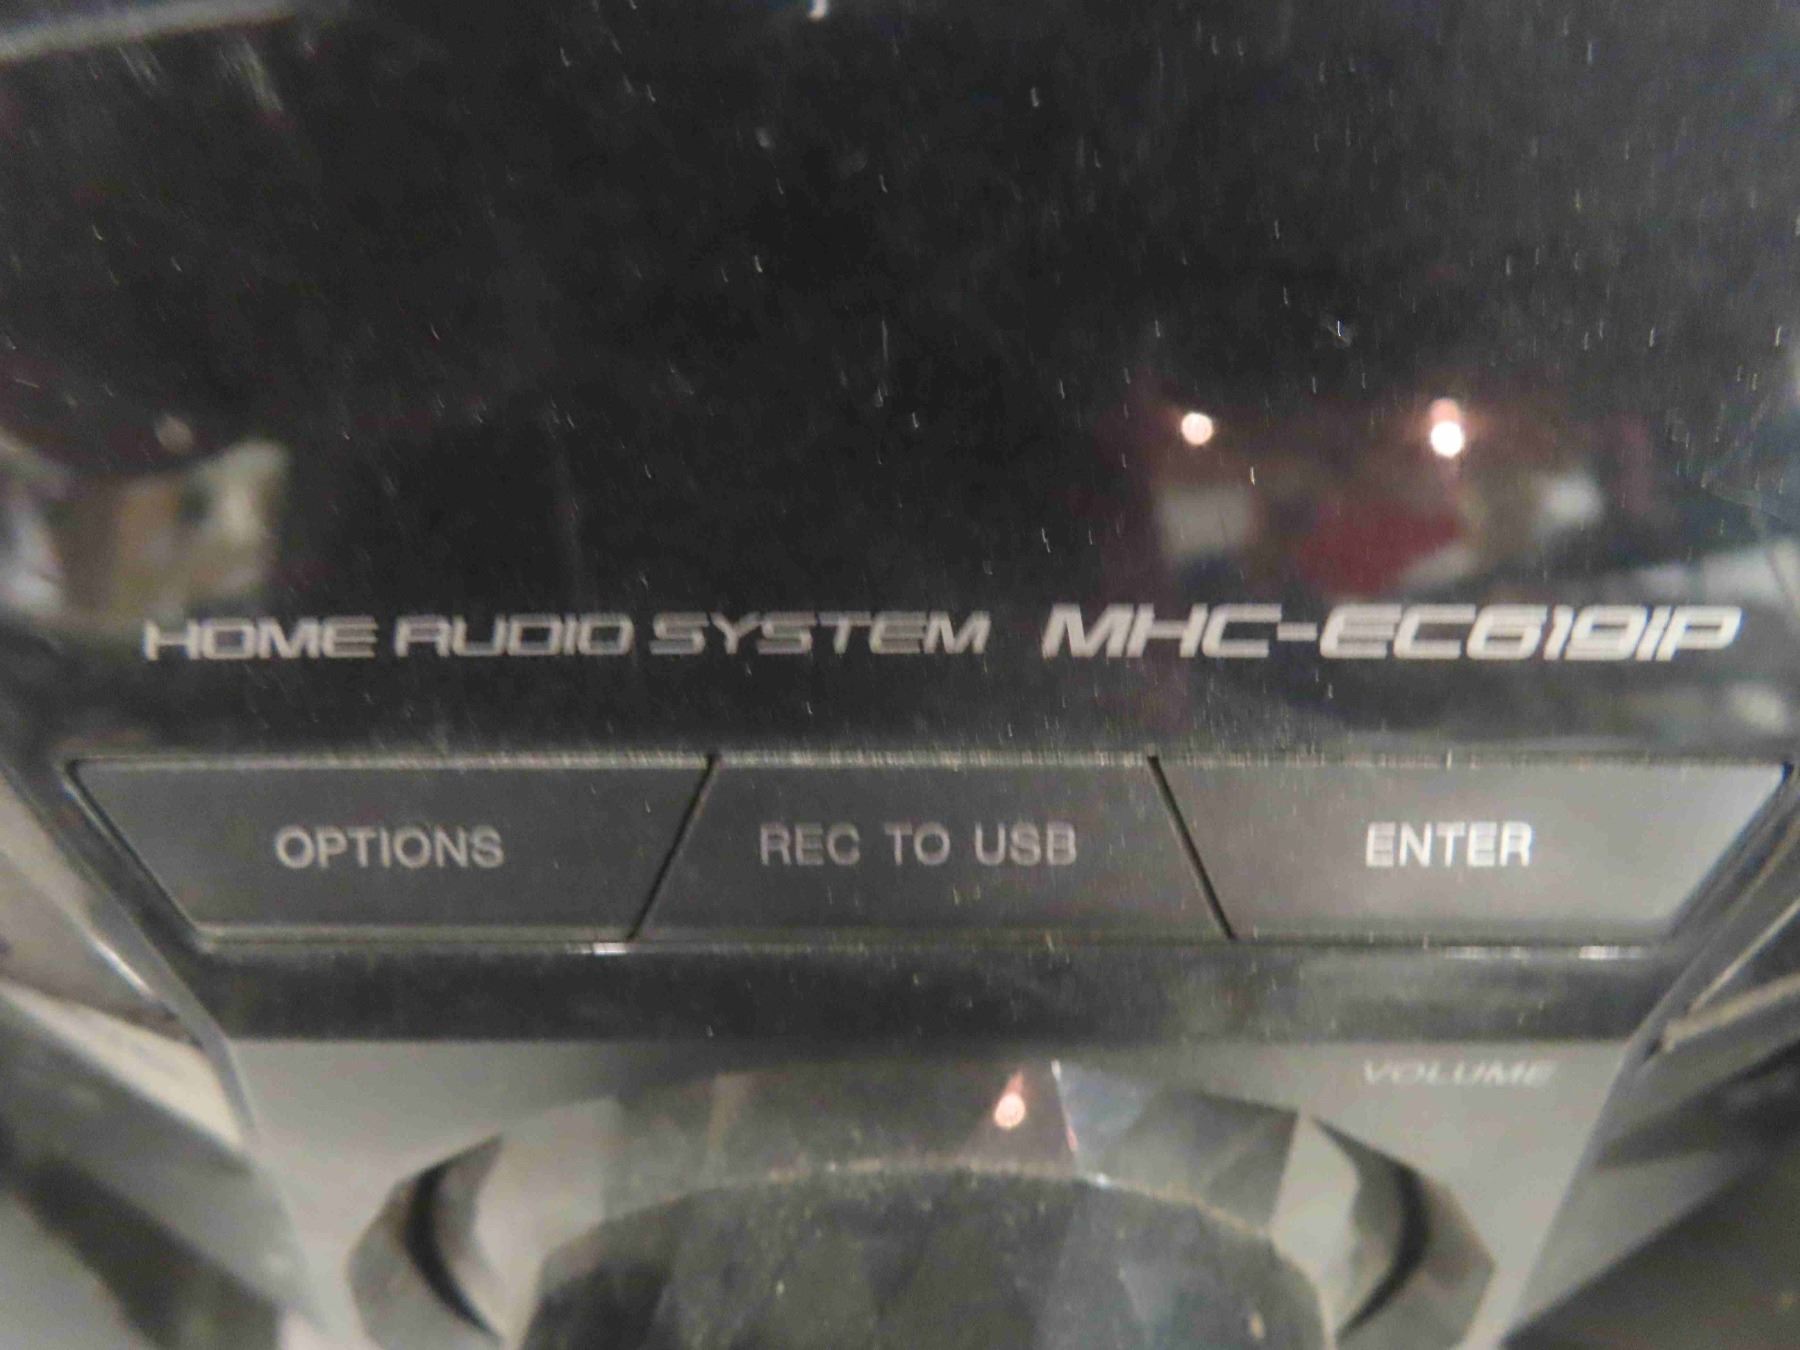 HOME AUDIO SYSTEM MHC-EC619iP
OPTIONS REC TO USB ENTER
VOLUME